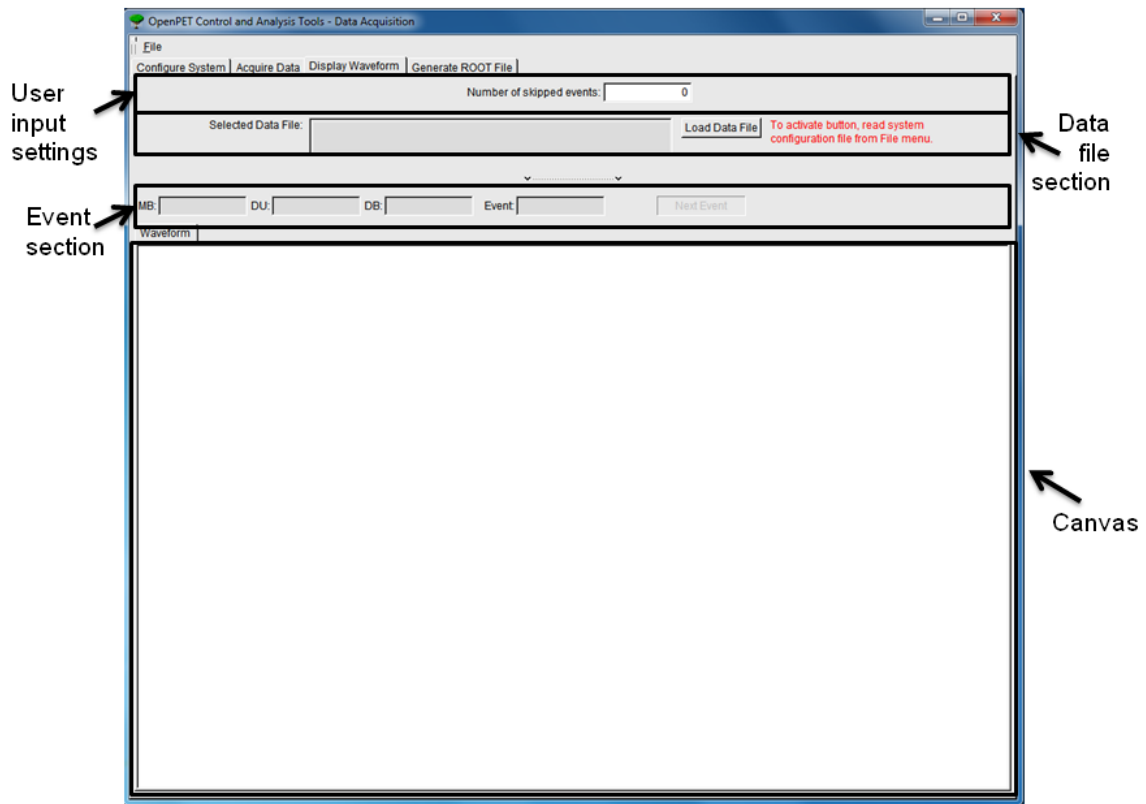 OpenPET Control and Analysis Tools - Data Acquisition
File
Configure System Acquire Data Display Waveform Generate ROOT File
User
input
settings
Number of skipped events: 0
Selected Data File: Load Data File
To activate button, read system
configuration file from File menu.
Data
file
section
Event
section
MB: DU: DB: Event: Next Event
Waveform
Canvas